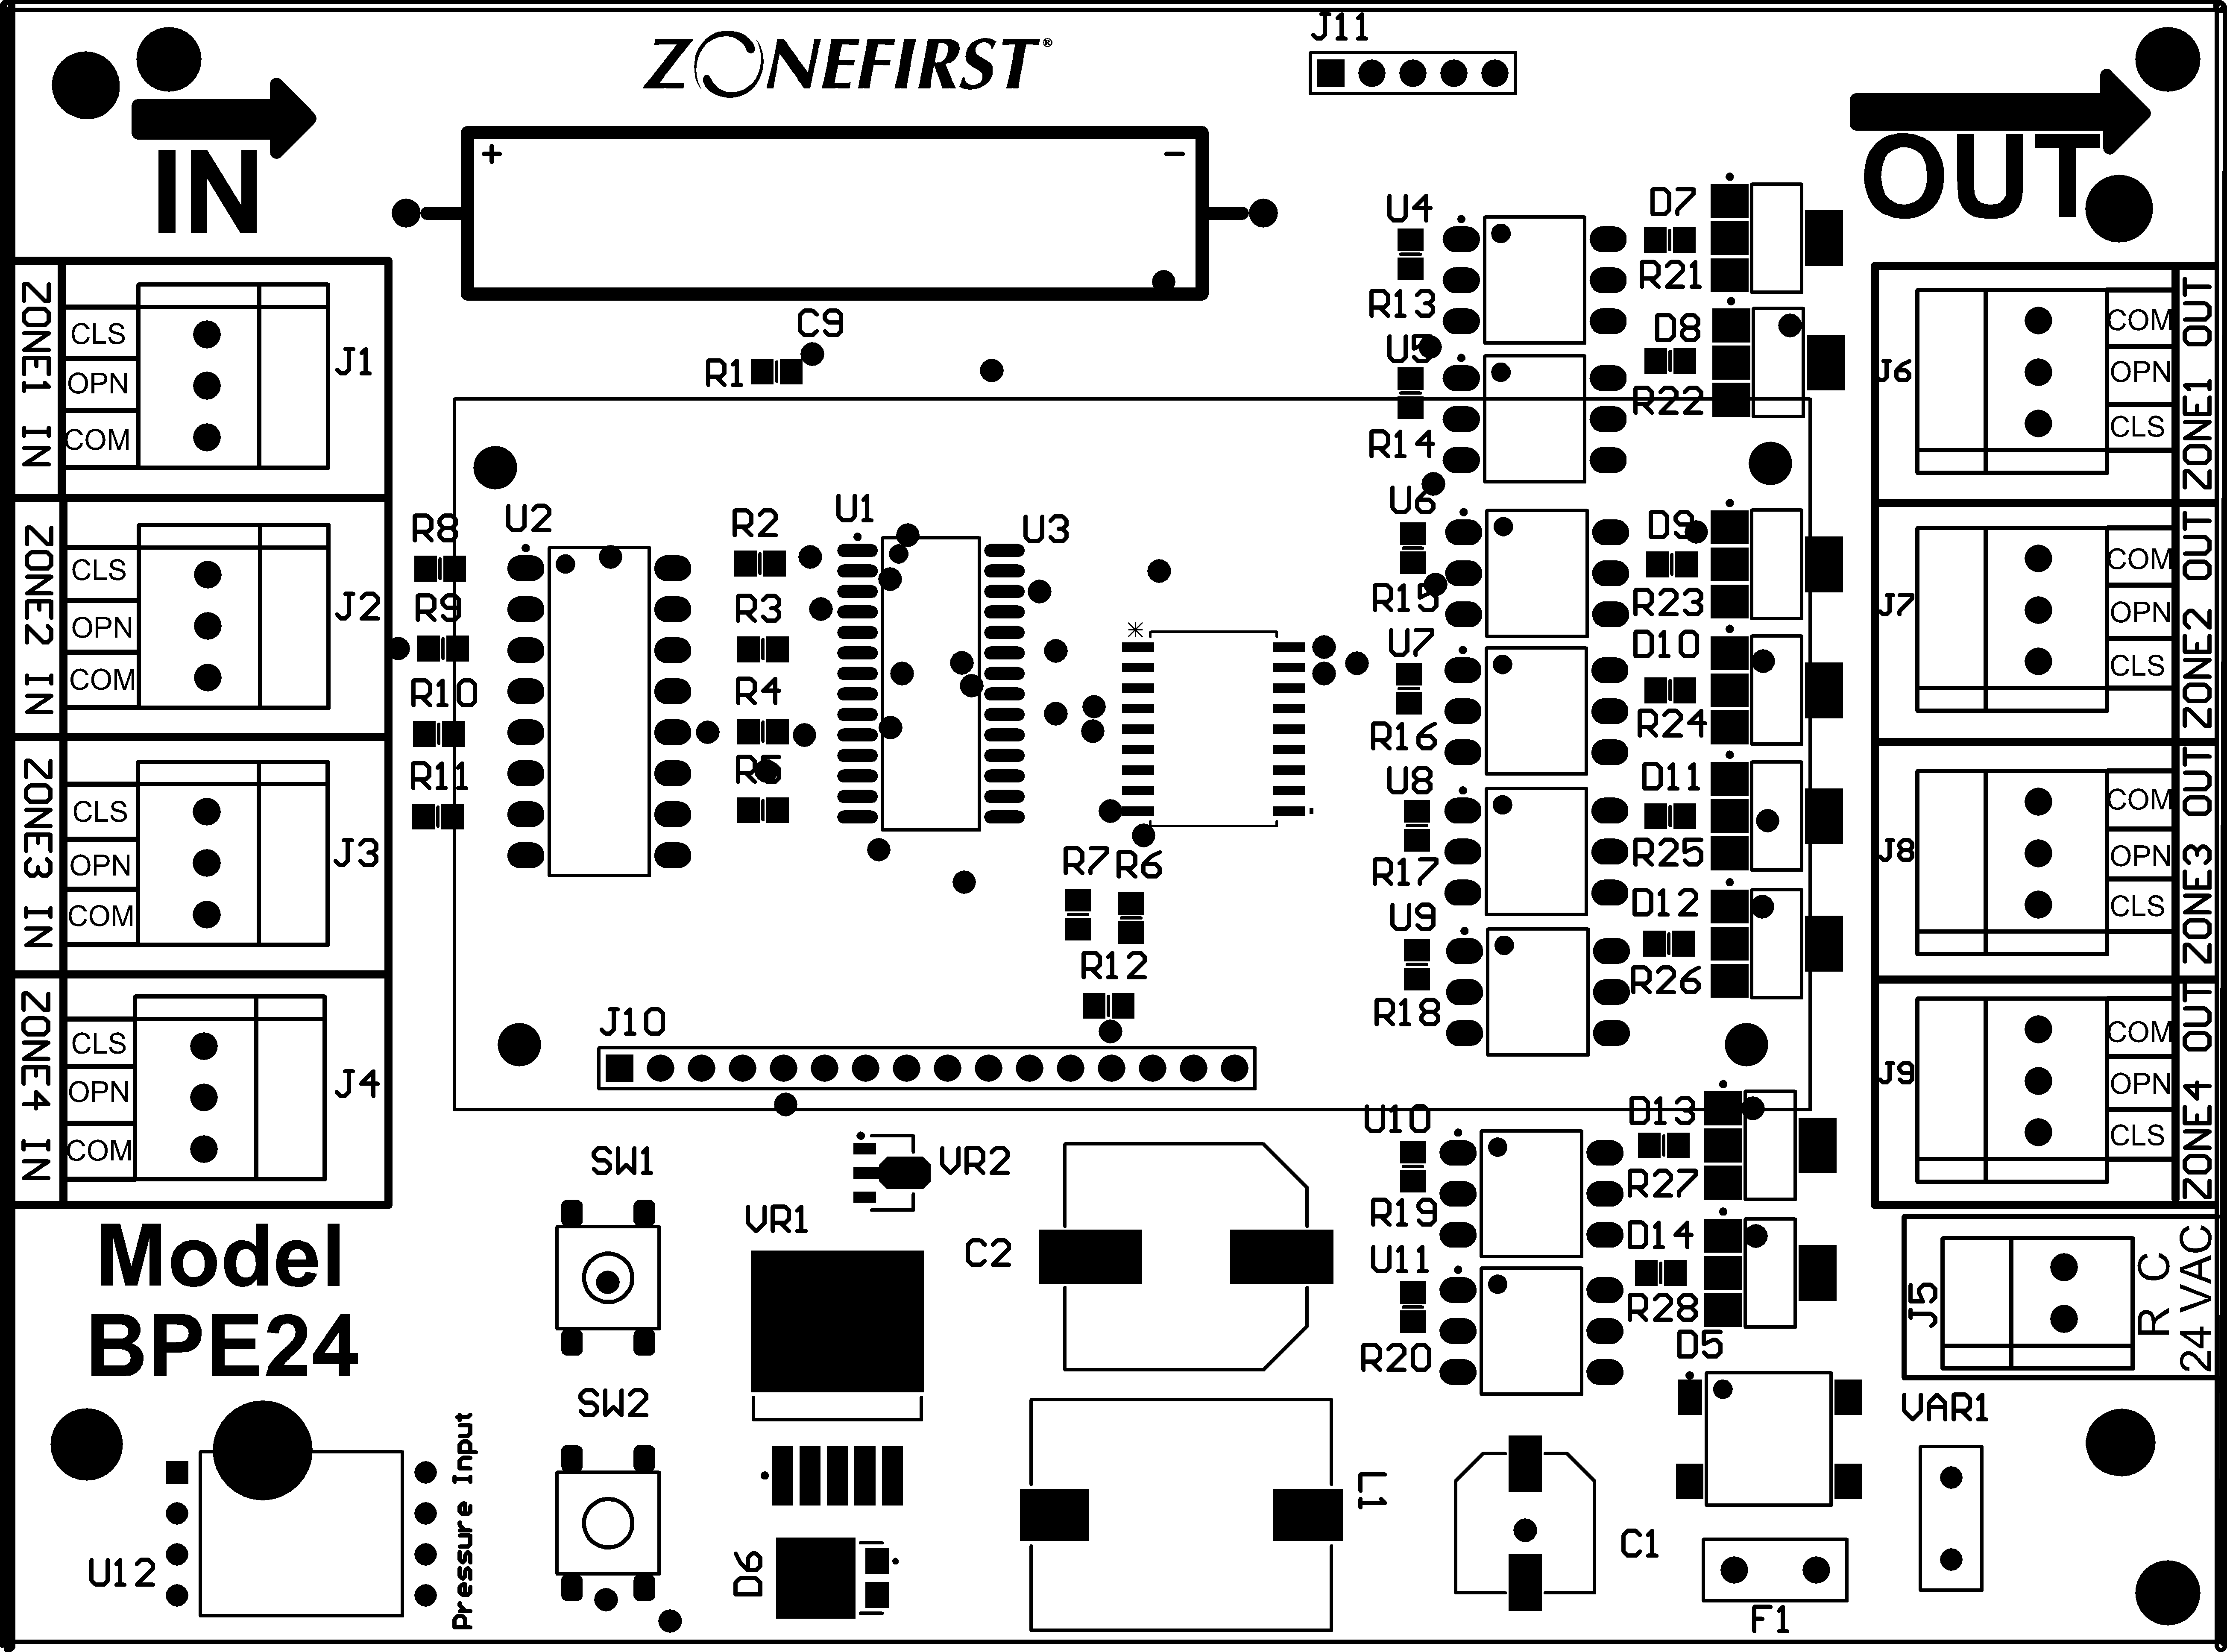 ZONEFIRST®
J11
IN
OUT
+ −
C9
R1
ZONE1 IN
CLS
OPN
COM
J1
ZONE2 IN
CLS
OPN
COM
J2
ZONE3 IN
CLS
OPN
COM
J3
ZONE4 IN
CLS
OPN
COM
J4
R8
R9
R10
R11
U2
R2
R3
R4
R5
U1
U3
R7 R6
R12
J10
U4
R13
U5
R14
U6
R15
U7
R16
U8
R17
U9
R18
U10
R19
U11
R20
D7
R21
D8
R22
D9
R23
D10
R24
D11
R25
D12
R26
D13
R27
D14
R28
D5
J6
COM
OPN
CLS
ZONE1 OUT
J7
COM
OPN
CLS
ZONE2 OUT
J8
COM
OPN
CLS
ZONE3 OUT
J9
COM
OPN
CLS
ZONE4 OUT
J5
R C
24 VAC
VAR1
Model
BPE24
U12
Pressure Input
SW1
SW2
VR1
VR2
D6
C2
L1
C1
F1